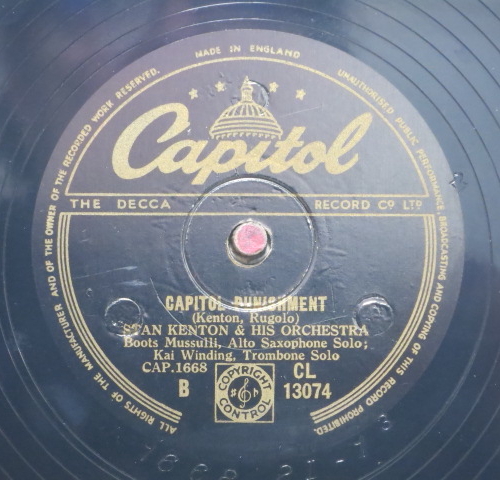 MADE IN ENGLAND
ALL RIGHTS OF THE MANUFACTURER AND OF THE OWNER OF THE RECORDED WORK RESERVED.
UNAUTHORISED PUBLIC PERFORMANCE, BROADCASTING AND COPYING OF THIS RECORD PROHIBITED.
Capitol
THE DECCA RECORD CO LTD
CAPITOL PUNISHMENT
(Kenton, Rugolo)
STAN KENTON & HIS ORCHESTRA
Boots Mussulli, Alto Saxophone Solo;
Kai Winding, Trombone Solo
CAP.1668 CL
B 13074
COPYRIGHT
CONTROL